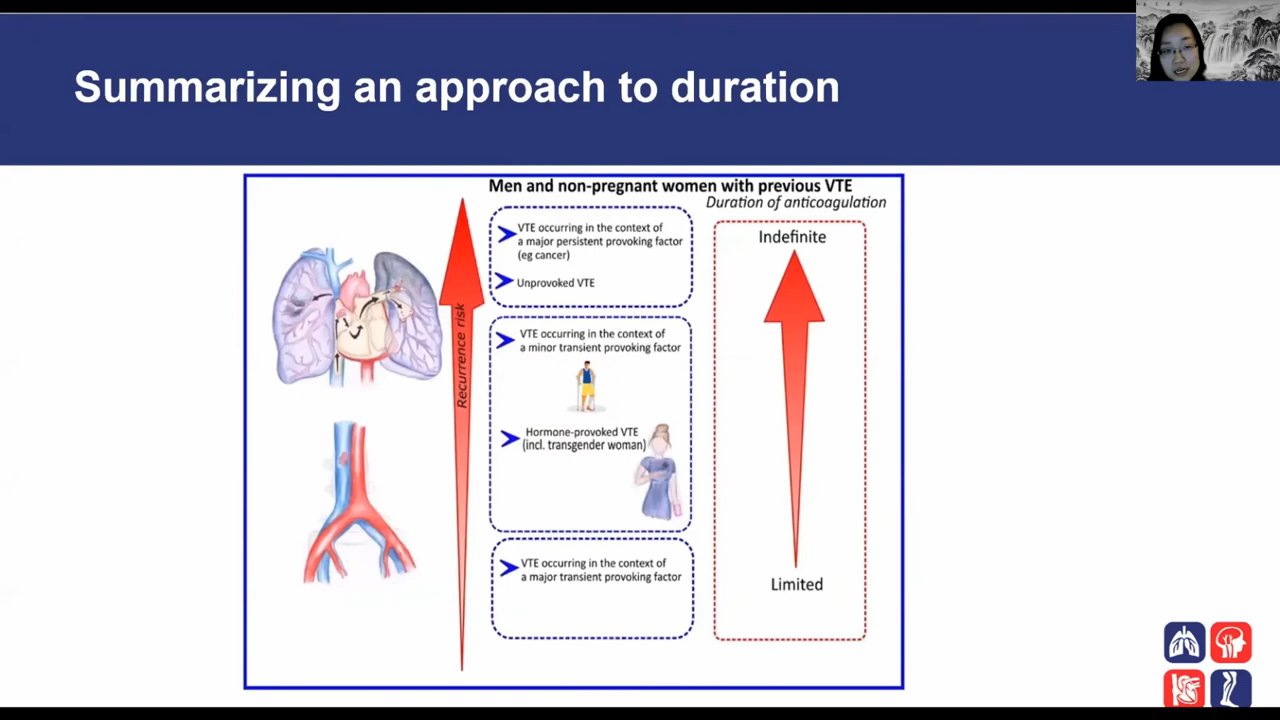 Summarizing an approach to duration
Men and non-pregnant women with previous VTE
Duration of anticoagulation
Recurrence risk
VTE occurring in the context of
a major persistent provoking factor
(eg cancer)
Unprovoked VTE
VTE occurring in the context of
a minor transient provoking factor
Hormone-provoked VTE
(incl. transgender woman)
VTE occurring in the context of
a major transient provoking factor
Indefinite
Limited